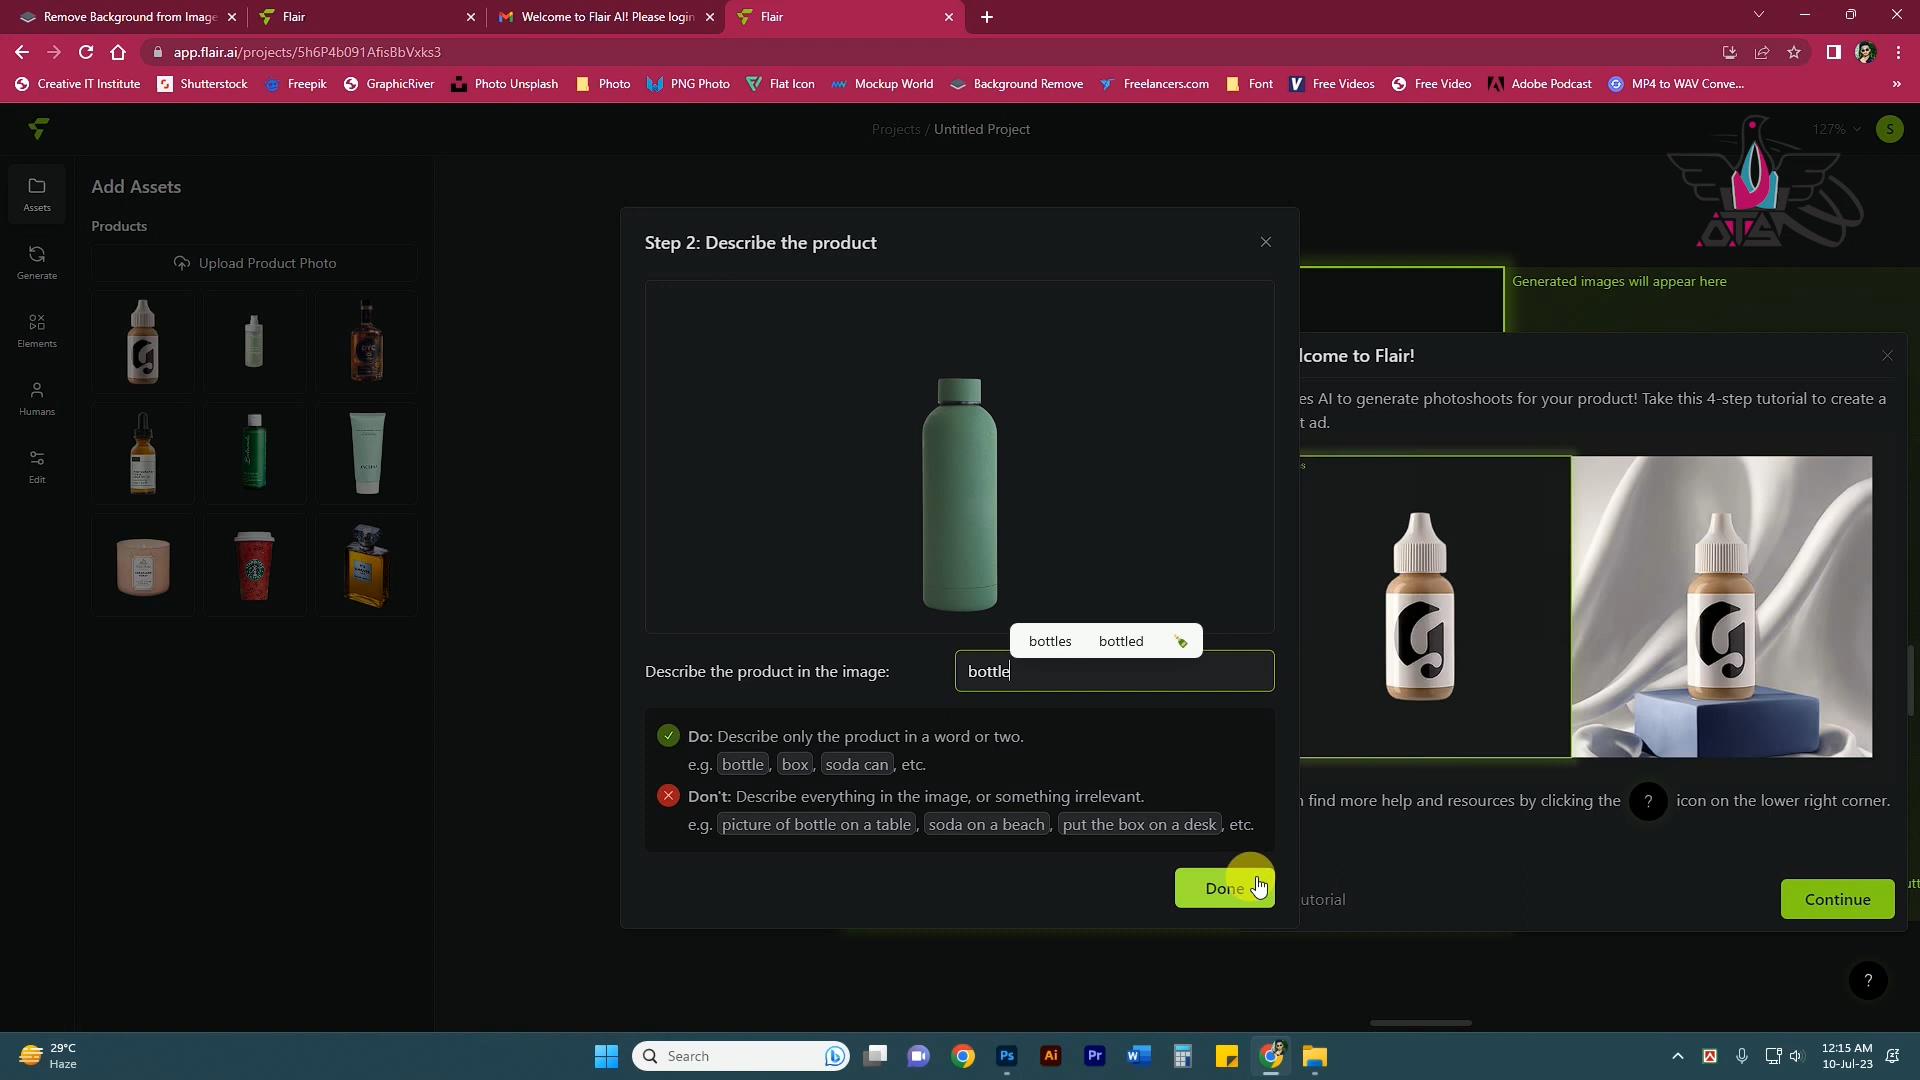 Remove Background from Image
Flair
Welcome to Flair AI! Please login
Flair
app.flair.ai/projects/5h6P4b091AfisBbVxks3
Creative IT Institute
Shutterstock
Freepik
GraphicRiver
Photo Unsplash
Photo
PNG Photo
Flat Icon
Mockup World
Background Remove
Freelancers.com
Font
Free Videos
Free Video
Adobe Podcast
MP4 to WAV Conve...
Projects / Untitled Project
127%
S
OTS
Assets
Generate
Elements
Humans
Edit
Add Assets
Products
Upload Product Photo
Step 2: Describe the product
bottles bottled
Describe the product in the image:
bottle
Do: Describe only the product in a word or two.
e.g. bottle, box, soda can, etc.
Don't: Describe everything in the image, or something irrelevant.
e.g. picture of bottle on a table, soda on a beach, put the box on a desk, etc.
Done
Generated images will appear here
lcome to Flair!
es AI to generate photoshoots for your product! Take this 4-step tutorial to create a
t ad.
find more help and resources by clicking the ? icon on the lower right corner.
utorial
Continue
?
29°C
Haze
Search
Ps
Ai
Pr
12:15 AM
10-Jul-23